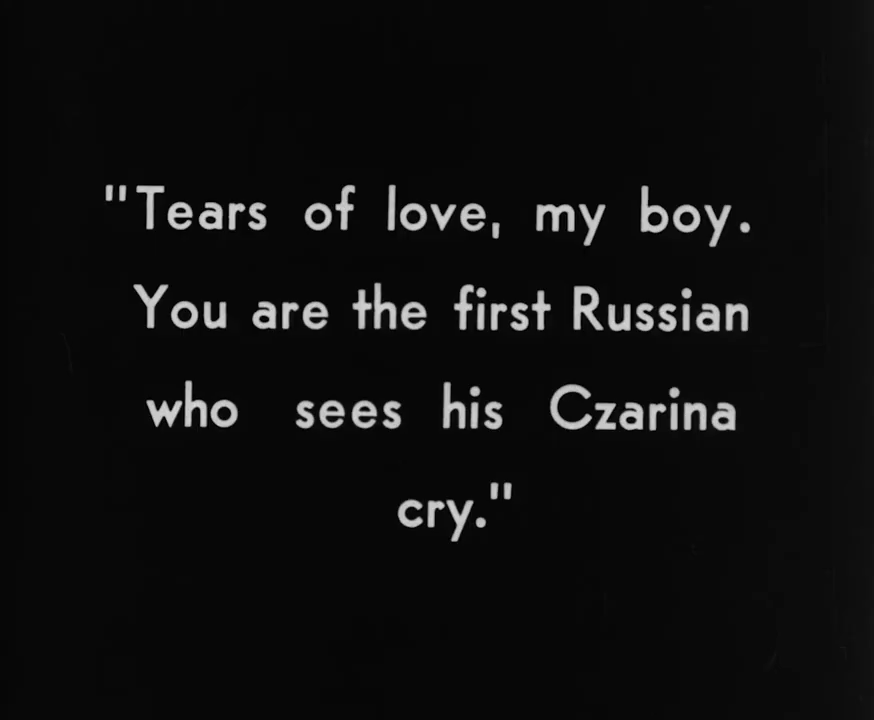 "Tears of love, my boy.
You are the first Russian
who sees his Czarina
cry."